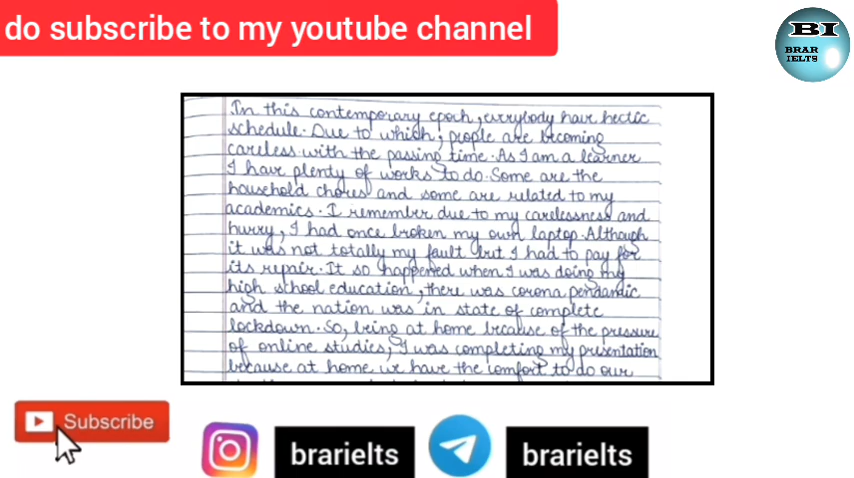 do subscribe to my youtube channel
BI
BRAR
IELTS
In this contemporary epoch, everybody have hectic
schedule. Due to which, people are becoming
careless with the passing time. As I am a learner
I have plenty of works to do. Some are the
household chores and some are related to my
academics. I remember due to my carelessness and
hurry, I had once broken my own laptop. Although
it was not totally my fault but I had to pay for
its repair. It so happened when I was doing my
high school education, there was corona pendamic
and the nation was in state of complete
lockdown. So, being at home because of the pressure
of online studies, I was completing my presentation
because at home we have the comfort to do our
Subscribe
brarielts
brarielts